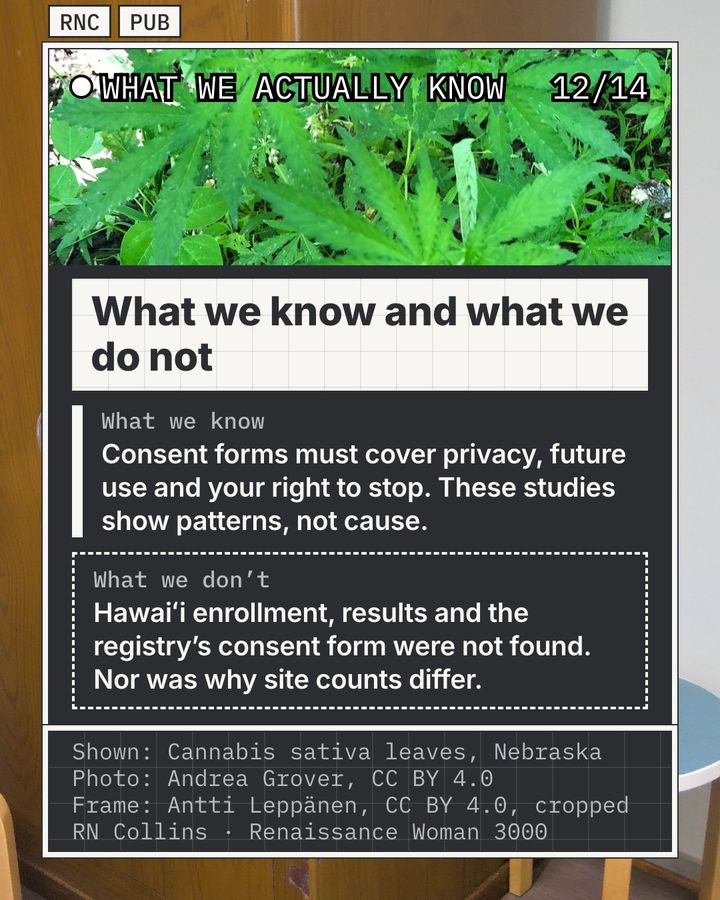 RNC PUB
WHAT WE ACTUALLY KNOW 12/14
What we know and what we
do not
What we know
Consent forms must cover privacy, future
use and your right to stop. These studies
show patterns, not cause.
What we don’t
Hawaiʻi enrollment, results and the
registry’s consent form were not found.
Nor was why site counts differ.
Shown: Cannabis sativa leaves, Nebraska
Photo: Andrea Grover, CC BY 4.0
Frame: Antti Leppänen, CC BY 4.0, cropped
RN Collins · Renaissance Woman 3000